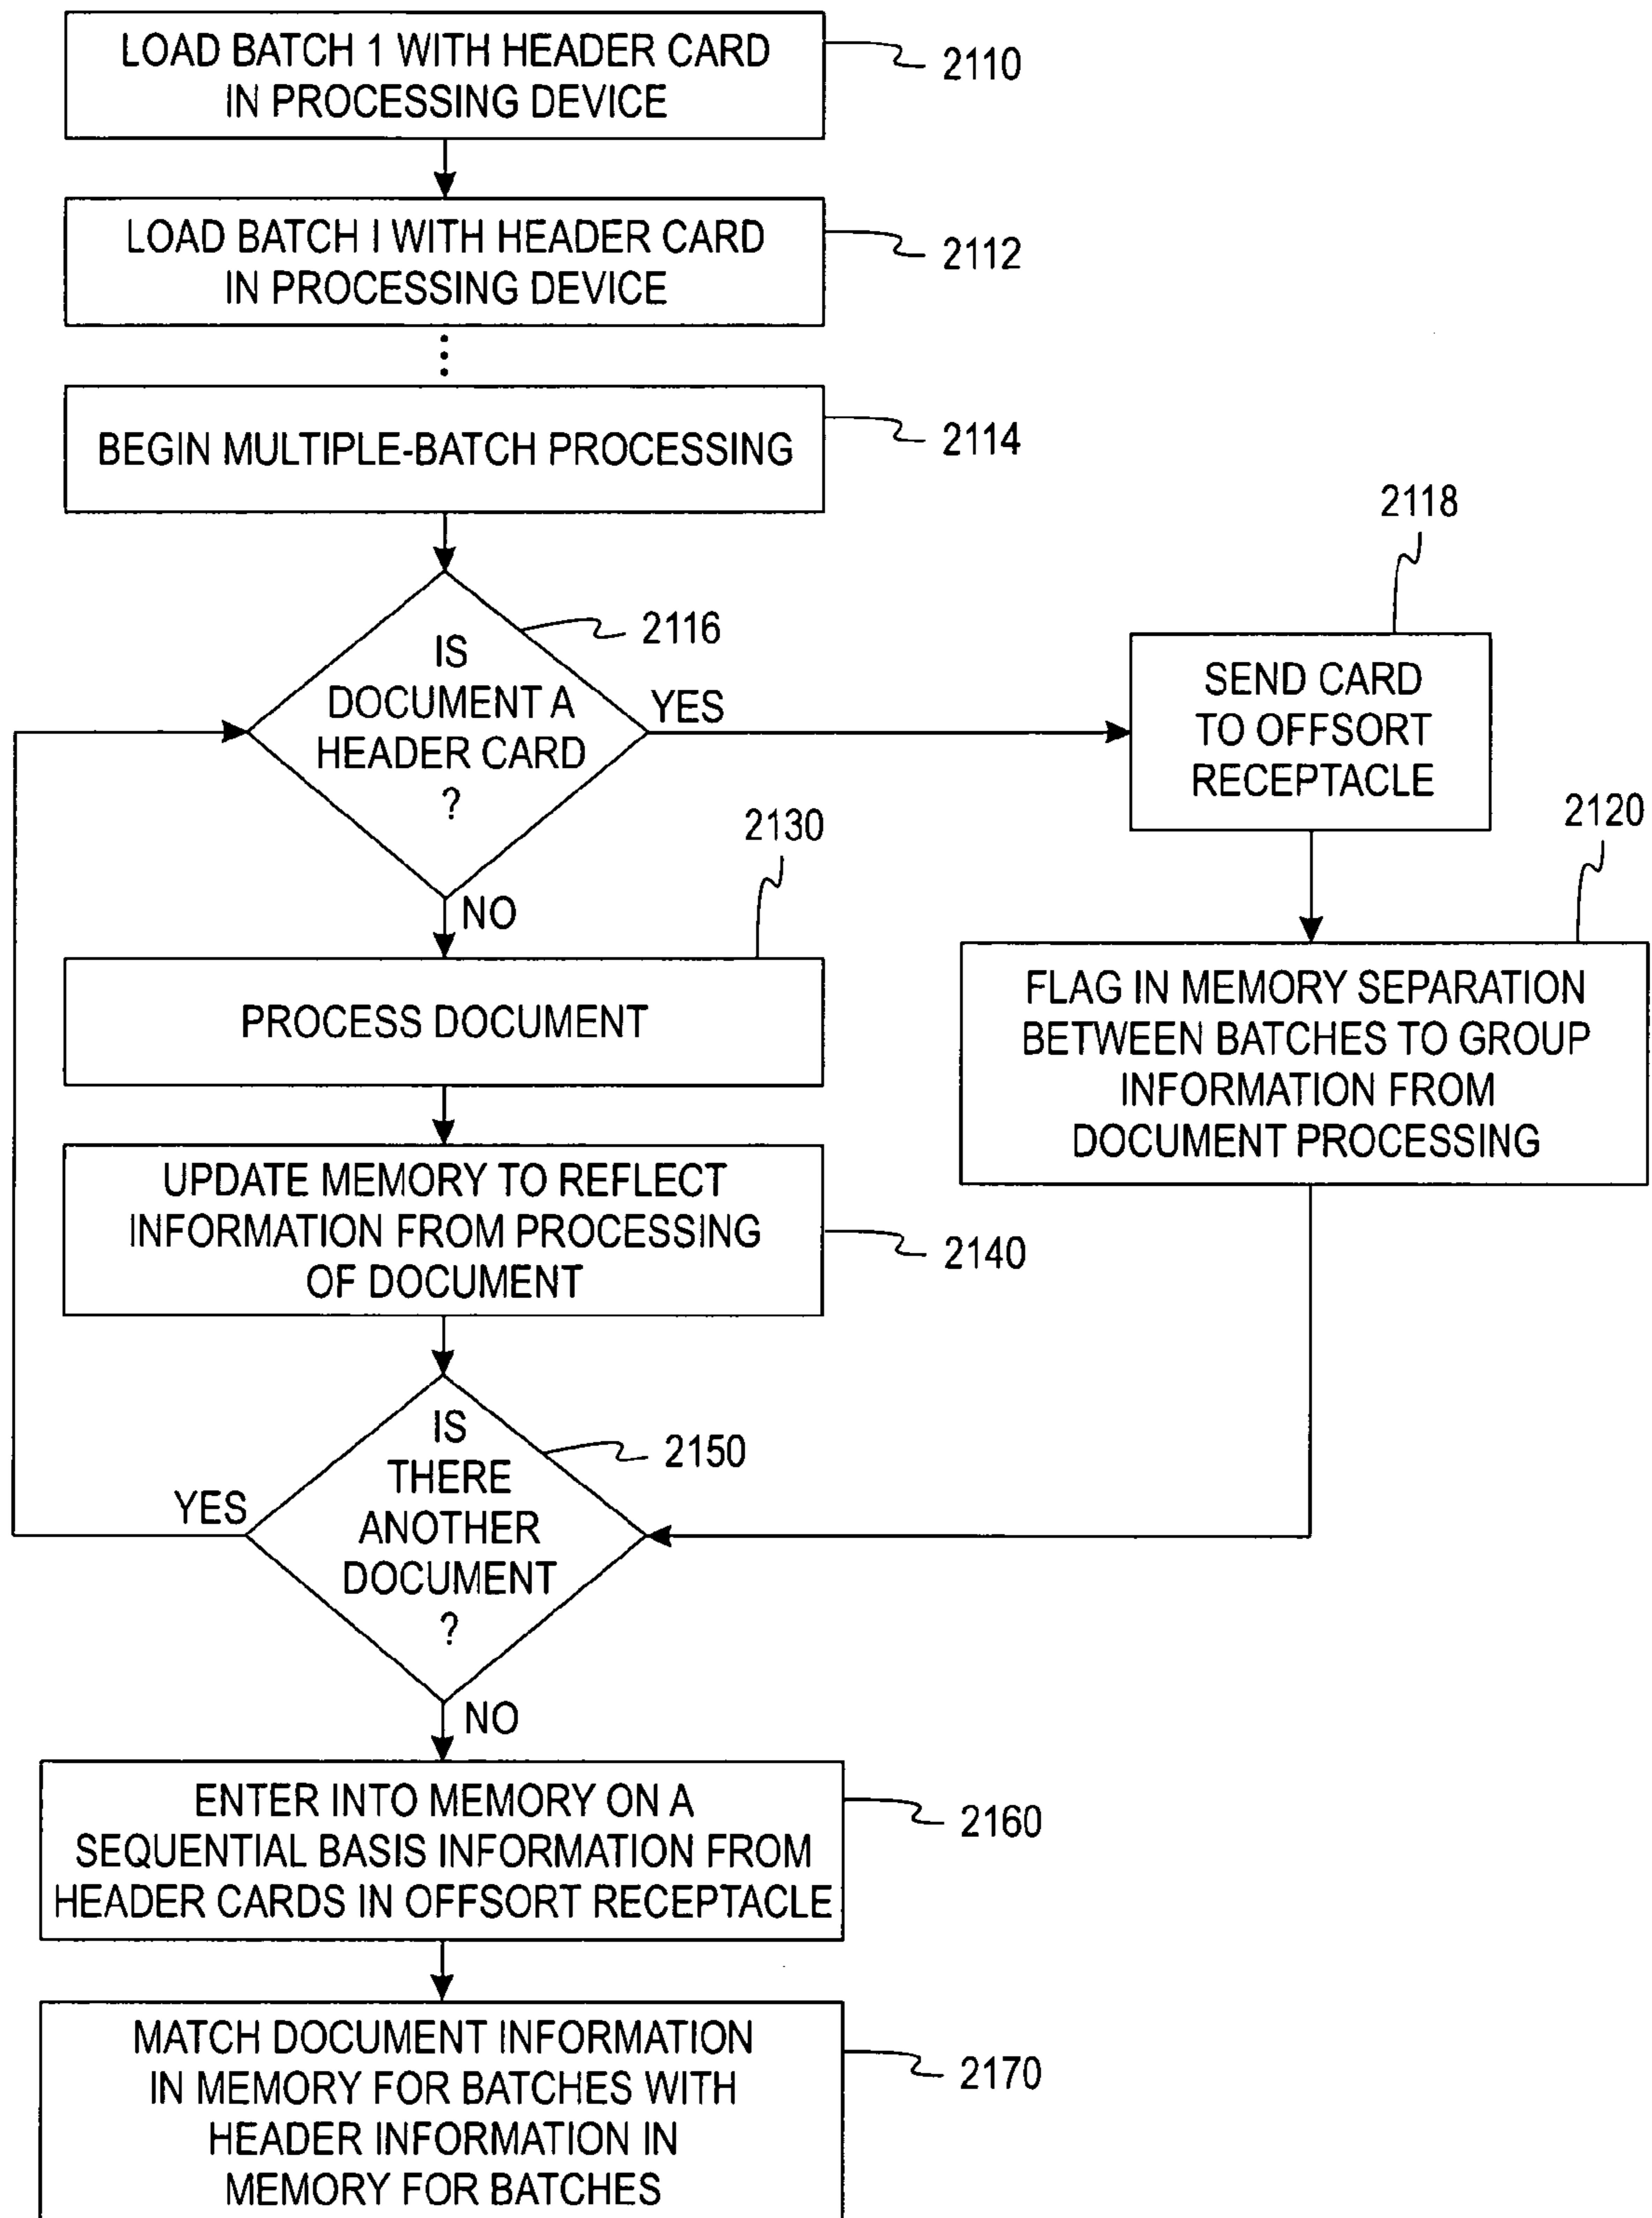 LOAD BATCH 1 WITH HEADER CARD
IN PROCESSING DEVICE
2110
LOAD BATCH I WITH HEADER CARD
IN PROCESSING DEVICE
2112
BEGIN MULTIPLE-BATCH PROCESSING
2114
IS
DOCUMENT A
HEADER CARD
?
2116
YES
2118
SEND CARD
TO OFFSORT
RECEPTACLE
NO
2130
PROCESS DOCUMENT
2120
FLAG IN MEMORY SEPARATION
BETWEEN BATCHES TO GROUP
INFORMATION FROM
DOCUMENT PROCESSING
UPDATE MEMORY TO REFLECT
INFORMATION FROM PROCESSING
OF DOCUMENT
2140
IS
THERE
ANOTHER
DOCUMENT
?
2150
YES
NO
ENTER INTO MEMORY ON A
SEQUENTIAL BASIS INFORMATION FROM
HEADER CARDS IN OFFSORT RECEPTACLE
2160
MATCH DOCUMENT INFORMATION
IN MEMORY FOR BATCHES WITH
HEADER INFORMATION IN
MEMORY FOR BATCHES
2170